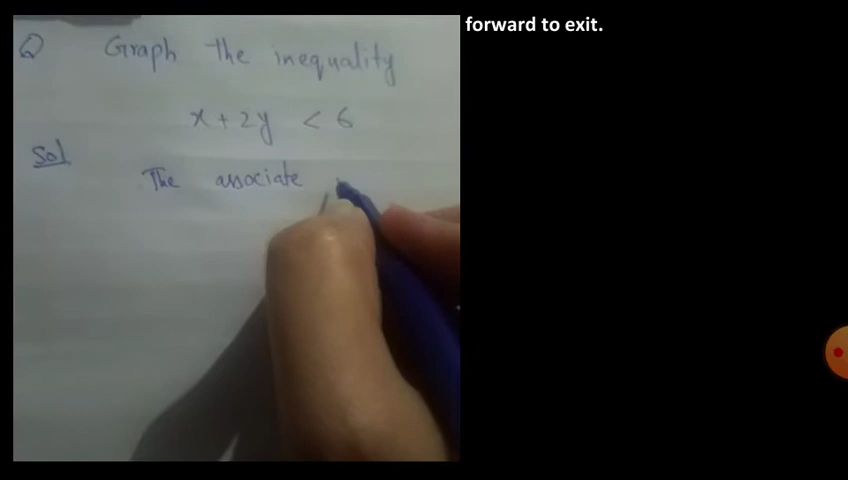 forward to exit.
Q Graph the inequality
x + 2y < 6
Sol
The associate